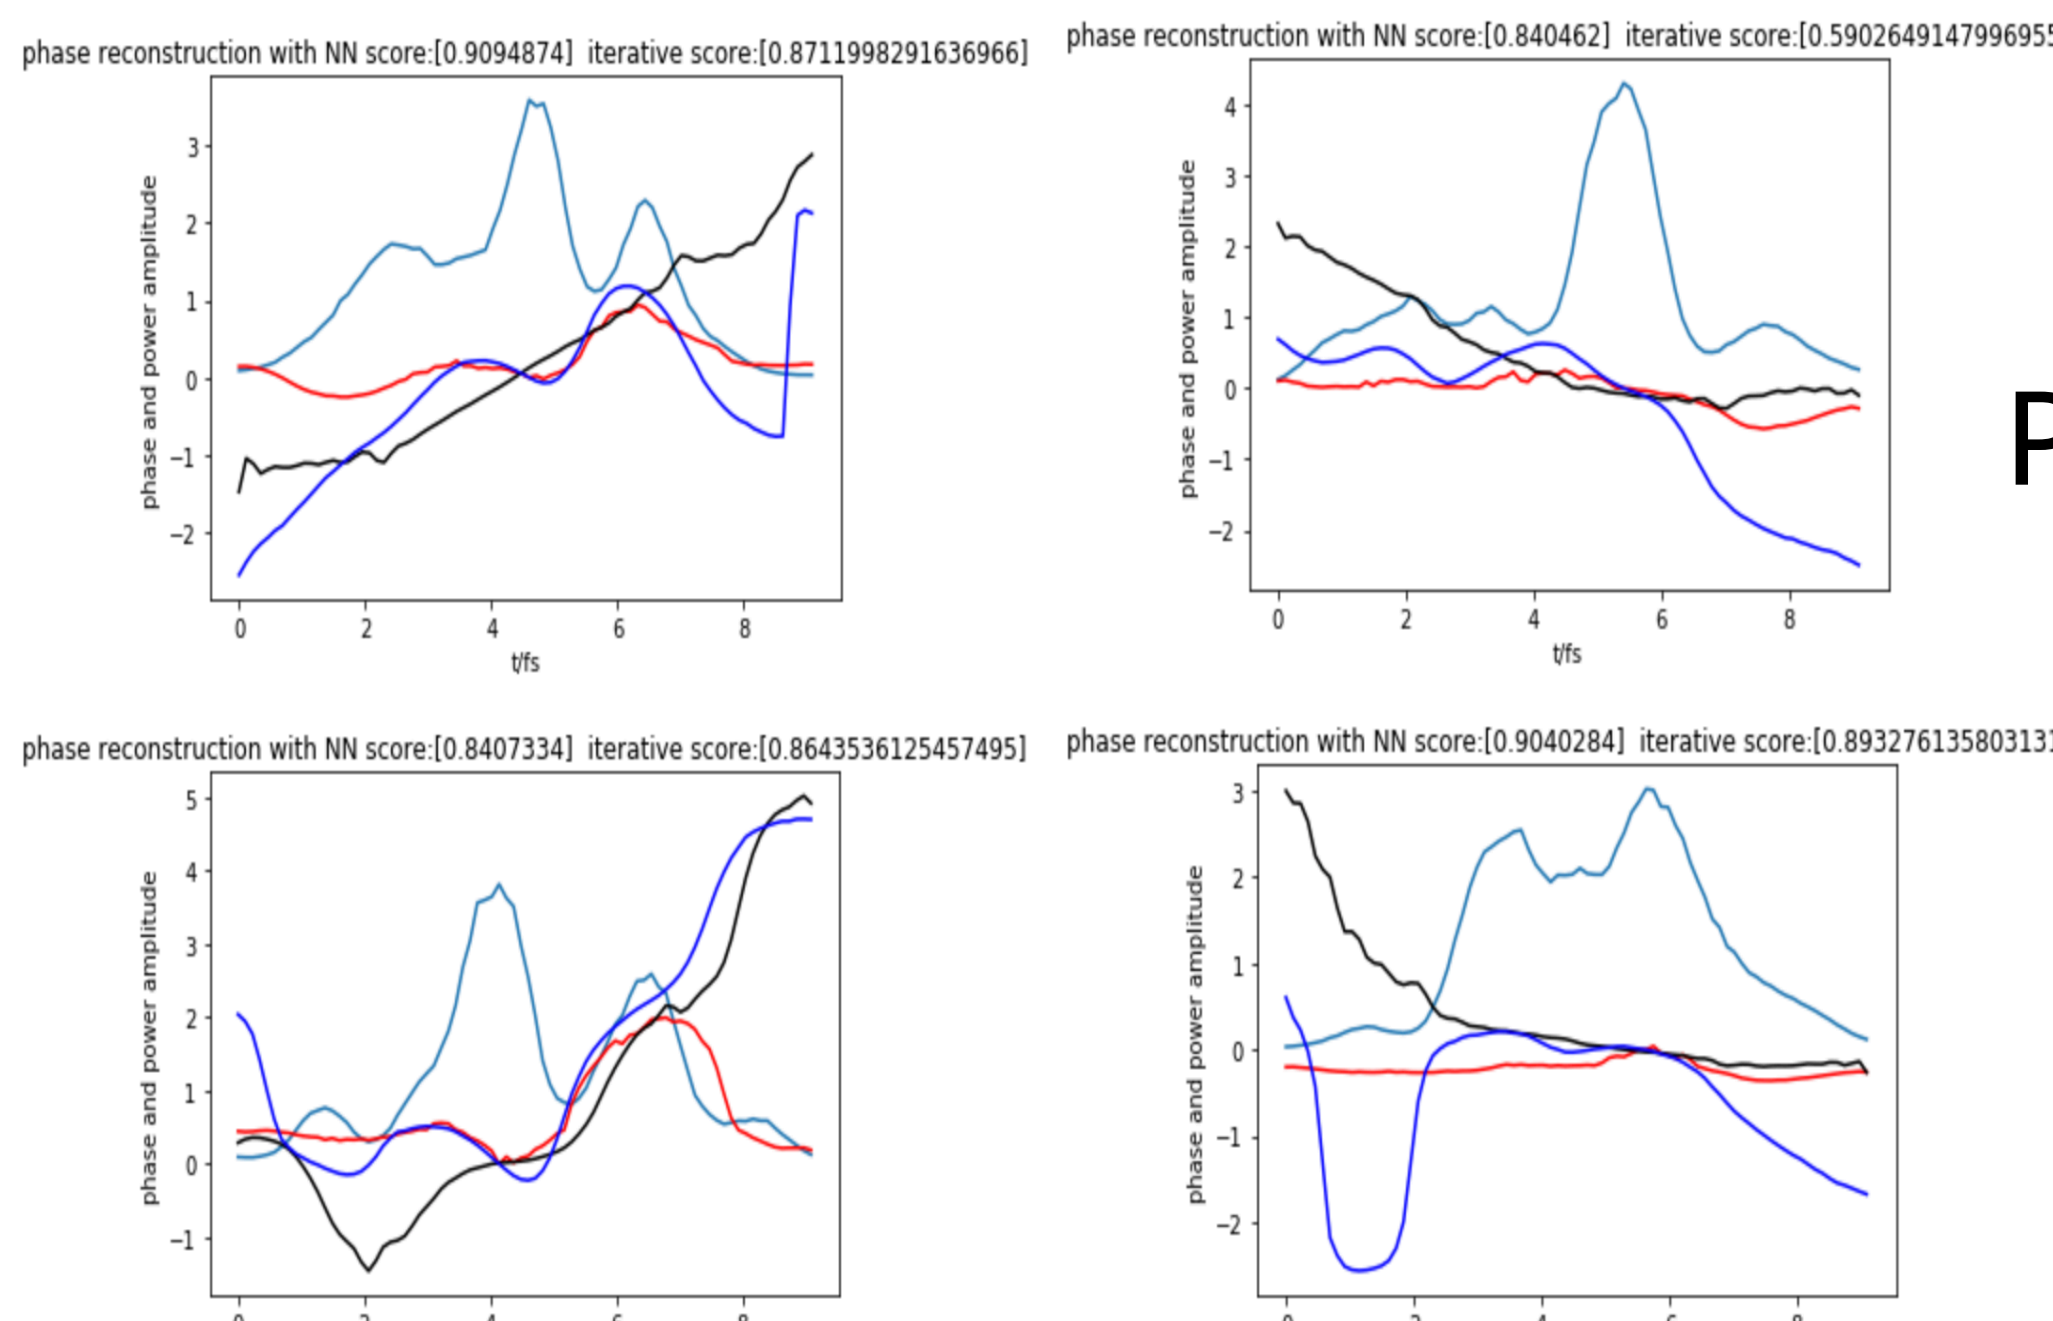 phase reconstruction with NN score:[0.9094874] iterative score:[0.8711998291636966]
phase and power amplitude
3
2
1
0
−1
−2
0 2 4 6 8
t/fs
phase reconstruction with NN score:[0.840462] iterative score:[0.590264914799695
phase and power amplitude
4
3
2
1
0
−1
−2
0 2 4 6 8
t/fs
P
phase reconstruction with NN score:[0.8407334] iterative score:[0.8643536125457495]
phase and power amplitude
5
4
3
2
1
0
−1
phase reconstruction with NN score:[0.9040284] iterative score:[0.89327613580313
phase and power amplitude
3
2
1
0
−1
−2